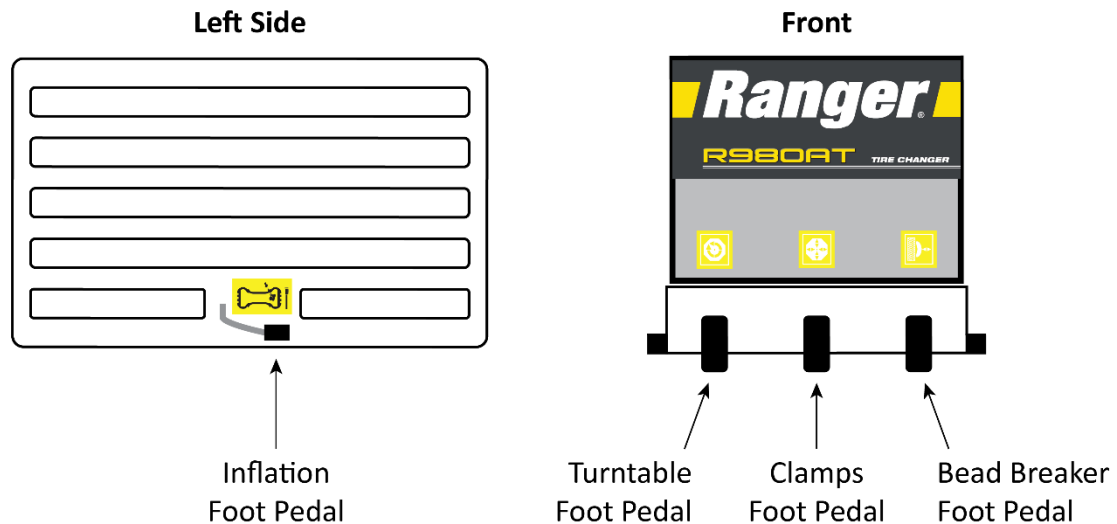 Left Side
Front
Ranger®
R980AT TIRE CHANGER
Inflation
Foot Pedal
Turntable
Foot Pedal
Clamps
Foot Pedal
Bead Breaker
Foot Pedal